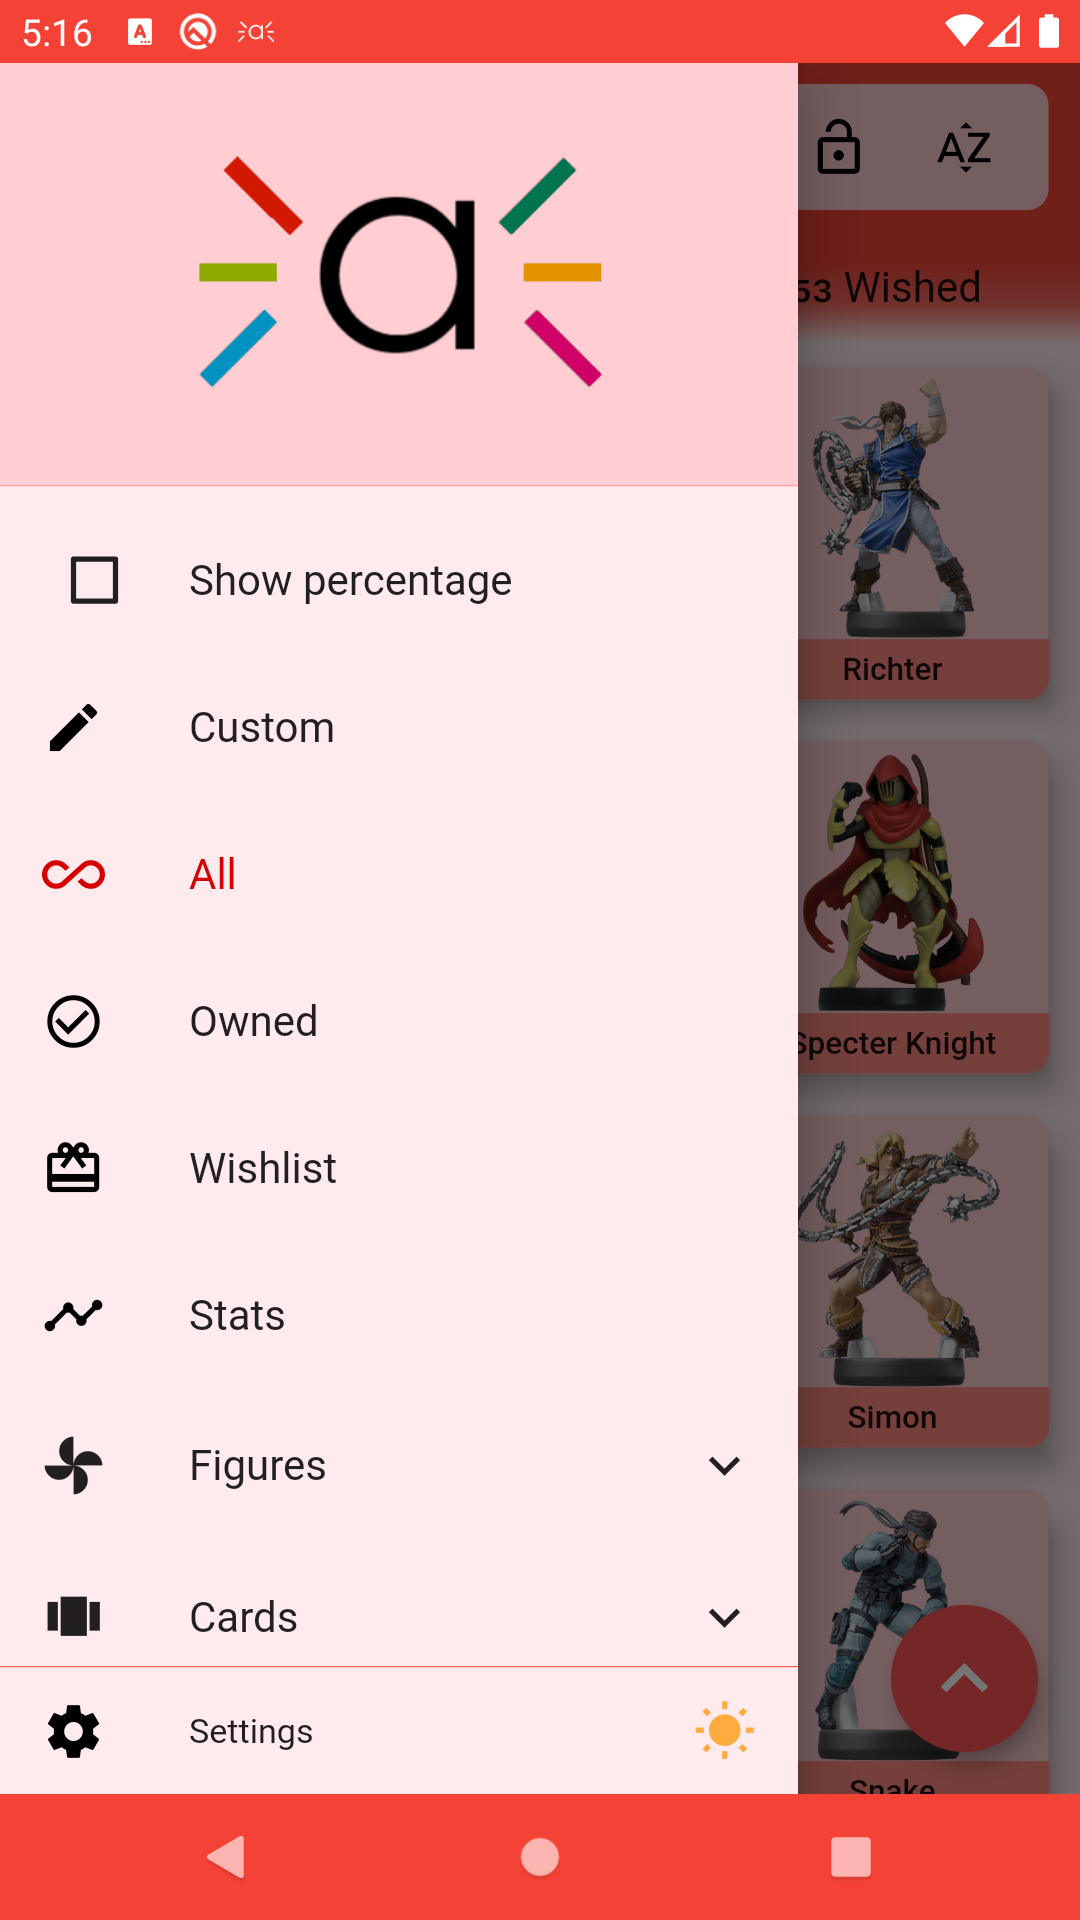 5:16
a
AZ
53 Wished
Show percentage
Richter
Custom
All
Owned
Specter Knight
Wishlist
Stats
Simon
Figures
Cards
Settings
Snake